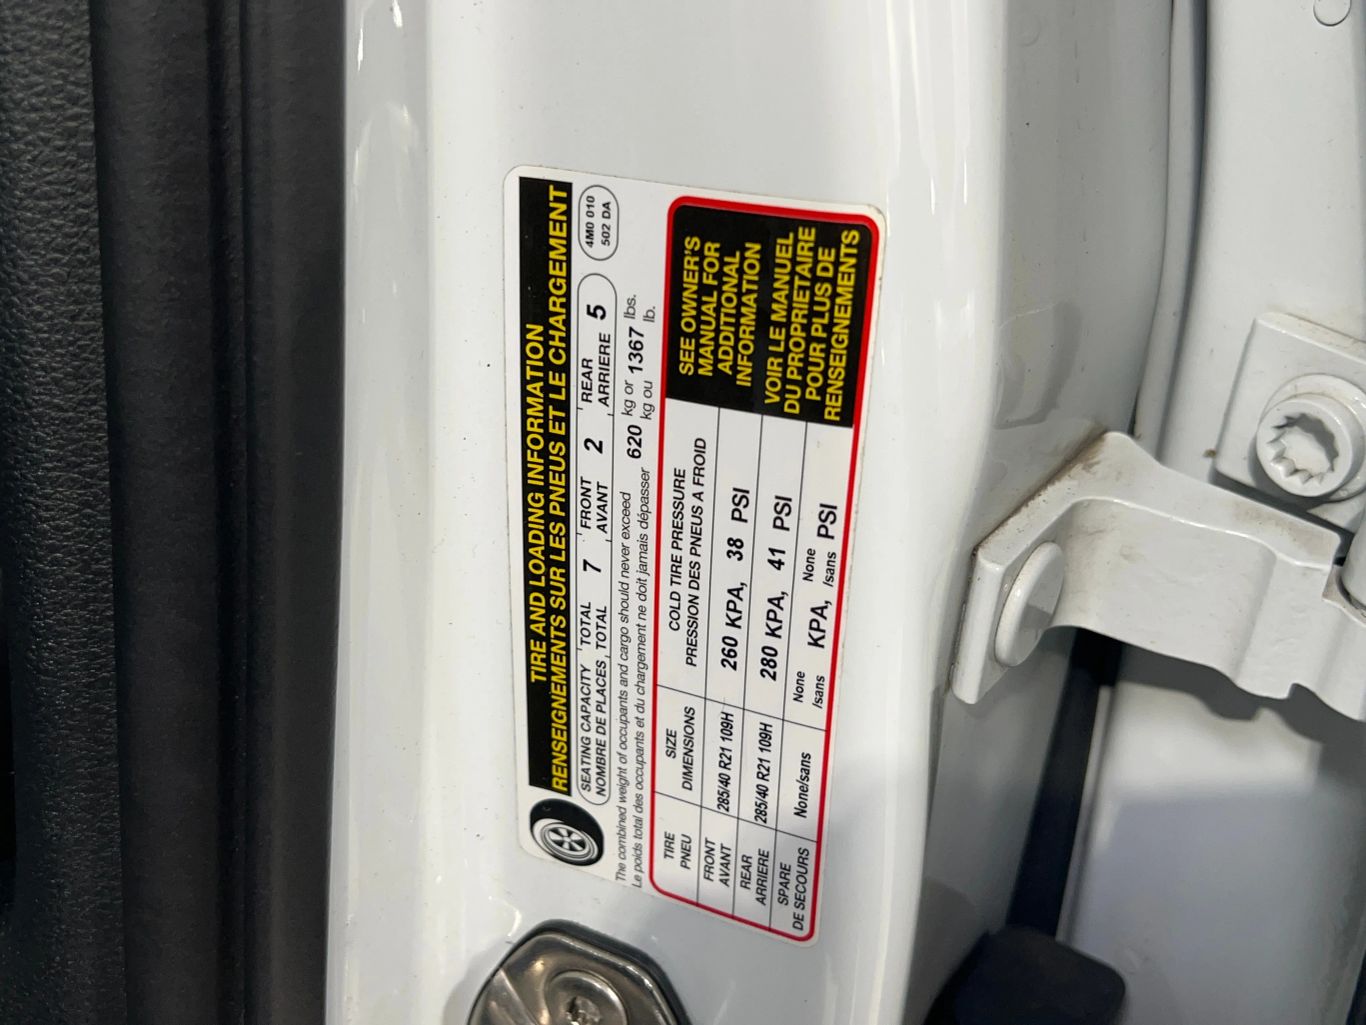 TIRE AND LOADING INFORMATION
RENSEIGNEMENTS SUR LES PNEUS ET LE CHARGEMENT
SEATING CAPACITY TOTAL 7 FRONT 2 REAR 5
NOMBRE DE PLACES TOTAL AVANT ARRIERE
4M0 010
502 DA
The combined weight of occupants and cargo should never exceed 620 kg or 1367 lbs.
Le poids total des occupants et du chargement ne doit jamais dépasser kg ou lb.
TIRE SIZE COLD TIRE PRESSURE
PNEU DIMENSIONS PRESSION DES PNEUS A FROID
FRONT
AVANT 285/40 R21 109H 260 KPA, 38 PSI
REAR
ARRIERE 285/40 R21 109H 280 KPA, 41 PSI
SPARE None None
DE SECOURS None/sans /sans KPA, /sans PSI
SEE OWNER'S
MANUAL FOR
ADDITIONAL
INFORMATION
VOIR LE MANUEL
DU PROPRIETAIRE
POUR PLUS DE
RENSEIGNEMENTS